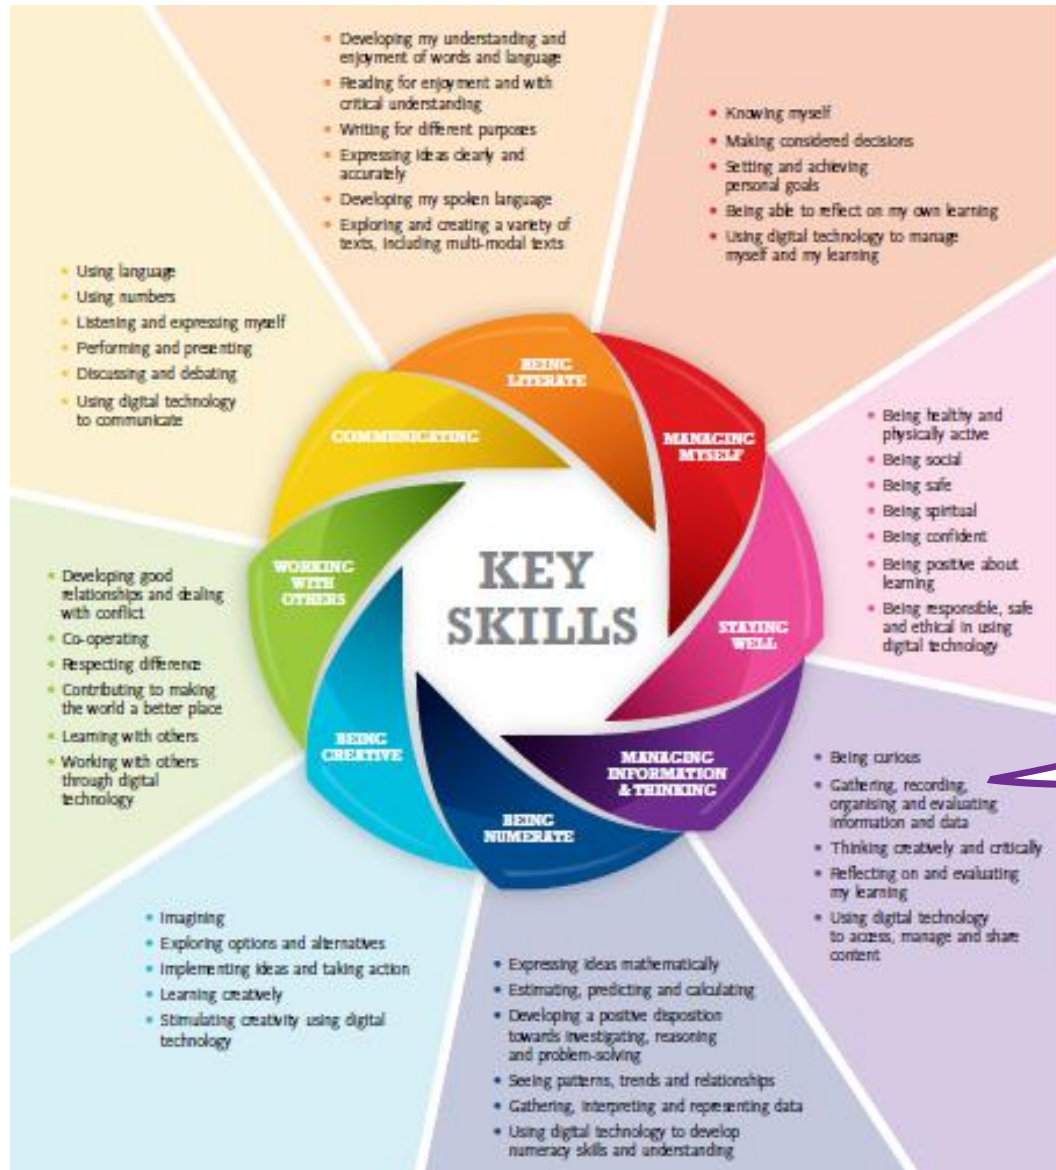 KEY
SKILLS
BEING
LITERATE
• Developing my understanding and
enjoyment of words and language
• Reading for enjoyment and with
critical understanding
• Writing for different purposes
• Expressing ideas clearly and
accurately
• Developing my spoken language
• Exploring and creating a variety of
texts, including multi-modal texts
MANAGING
MYSELF
• Knowing myself
• Making considered decisions
• Setting and achieving
personal goals
• Being able to reflect on my own learning
• Using digital technology to manage
myself and my learning
STAYING
WELL
• Being healthy and
physically active
• Being social
• Being safe
• Being spiritual
• Being confident
• Being positive about
learning
• Being responsible, safe
and ethical in using
digital technology
MANAGING
INFORMATION
& THINKING
• Being curious
• Gathering, recording,
organising and evaluating
information and data
• Thinking creatively and critically
• Reflecting on and evaluating
my learning
• Using digital technology
to access, manage and share
content
BEING
NUMERATE
• Expressing ideas mathematically
• Estimating, predicting and calculating
• Developing a positive disposition
towards investigating, reasoning
and problem-solving
• Seeing patterns, trends and relationships
• Gathering, interpreting and representing data
• Using digital technology to develop
numeracy skills and understanding
BEING
CREATIVE
• Imagining
• Exploring options and alternatives
• Implementing ideas and taking action
• Learning creatively
• Stimulating creativity using digital
technology
WORKING
WITH
OTHERS
• Developing good
relationships and dealing
with conflict
• Co-operating
• Respecting difference
• Contributing to making
the world a better place
• Learning with others
• Working with others
through digital
technology
COMMUNICATING
• Using language
• Using numbers
• Listening and expressing myself
• Performing and presenting
• Discussing and debating
• Using digital technology
to communicate